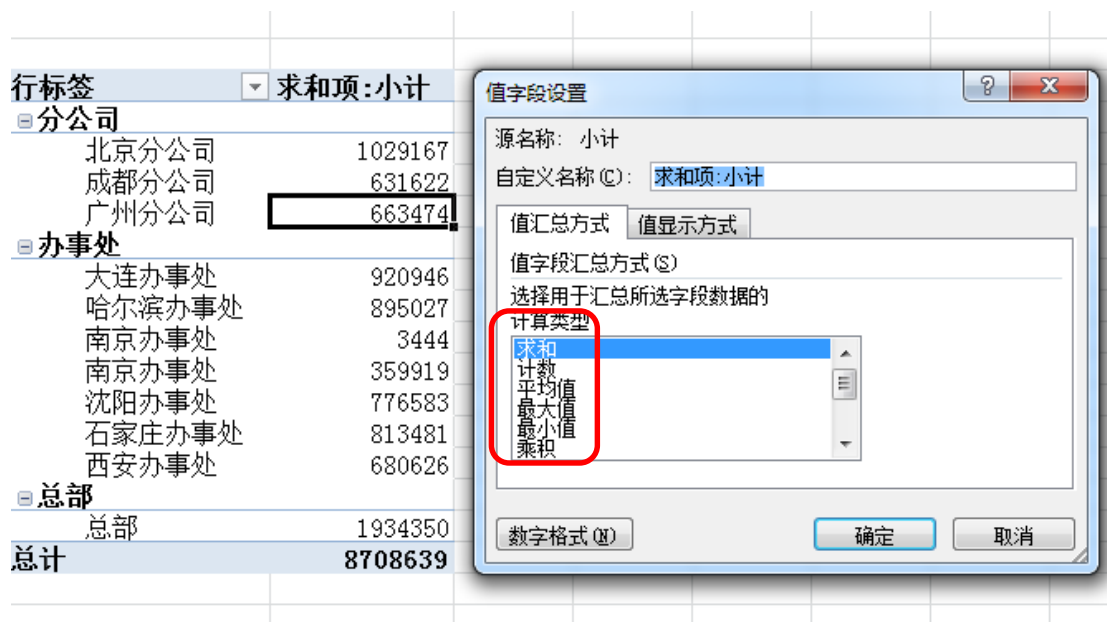 行标签 求和项:小计
分公司
北京分公司 1029167
成都分公司 631622
广州分公司 663474
办事处
大连办事处 920946
哈尔滨办事处 895027
南京办事处 3444
南京办事处 359919
沈阳办事处 776583
石家庄办事处 813481
西安办事处 680626
总部
总部 1934350
总计 8708639
值字段设置
源名称: 小计
自定义名称(C): 求和项:小计
值汇总方式 值显示方式
值字段汇总方式(S)
选择用于汇总所选字段数据的
计算类型
求和
计数
平均值
最大值
最小值
乘积
数字格式(N) 确定 取消